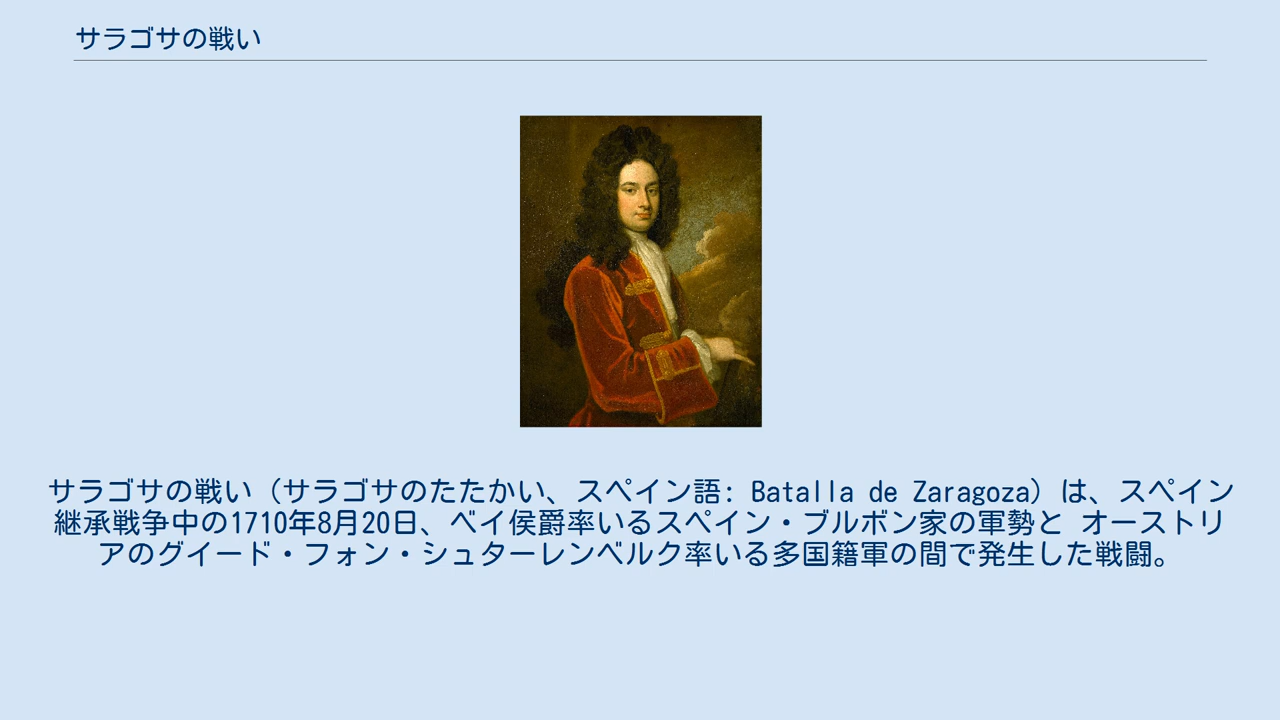 サラゴサの戦い
サラゴサの戦い（サラゴサのたたかい、スペイン語: Batalla de Zaragoza）は、スペイン
継承戦争中の1710年8月20日、ベイ侯爵率いるスペイン・ブルボン家の軍勢と オーストリ
アのグイード・フォン・シュターレンベルク率いる多国籍軍の間で発生した戦闘。